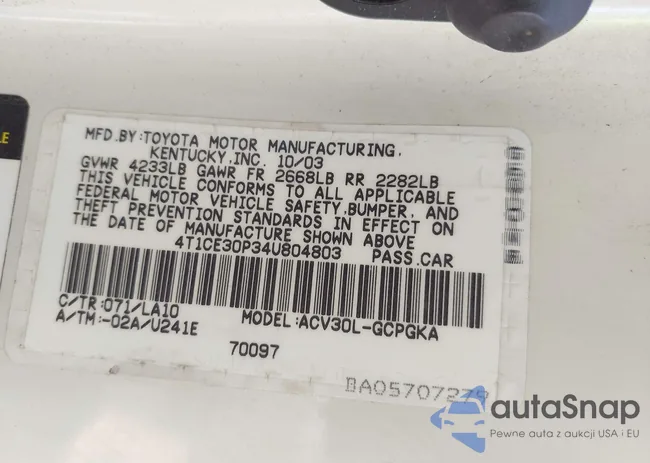 LE
MFD.BY:TOYOTA MOTOR MANUFACTURING,
KENTUCKY,INC. 10/03
GVWR 4233LB GAWR FR 2668LB RR 2282LB
THIS VEHICLE CONFORMS TO ALL APPLICABLE
FEDERAL MOTOR VEHICLE SAFETY,BUMPER, AND
THEFT PREVENTION STANDARDS IN EFFECT ON
THE DATE OF MANUFACTURE SHOWN ABOVE
4T1CE30P34U804803 PASS.CAR
C/TR:071/LA10 MODEL:ACV30L-GCPGKA
A/TM:-02A/U241E
70097
BA05707279
autaSnap
Pewne auta z aukcji USA i EU